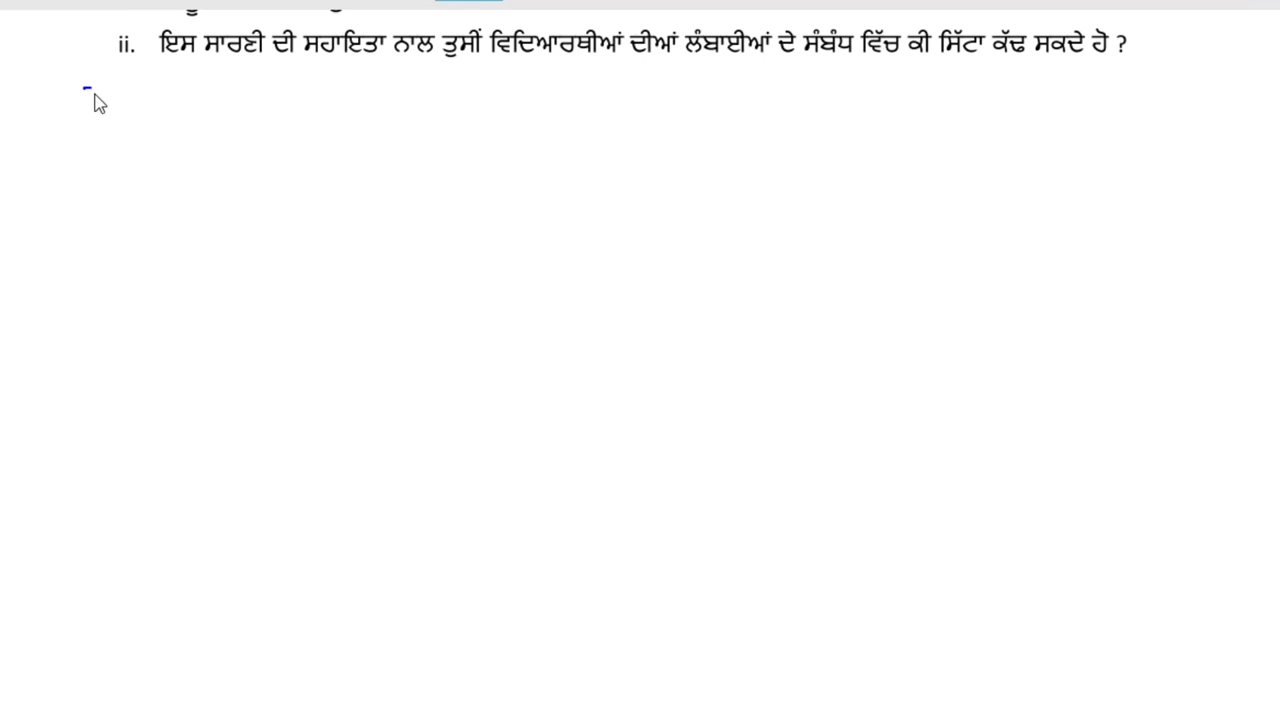 ii. ਇਸ ਸਾਰਣੀ ਦੀ ਸਹਾਇਤਾ ਨਾਲ ਤੁਸੀਂ ਵਿਦਿਆਰਥੀਆਂ ਦੀਆਂ ਲੰਬਾਈਆਂ ਦੇ ਸੰਬੰਧ ਵਿੱਚ ਕੀ ਸਿੱਟਾ ਕੱਢ ਸਕਦੇ ਹੋ ?